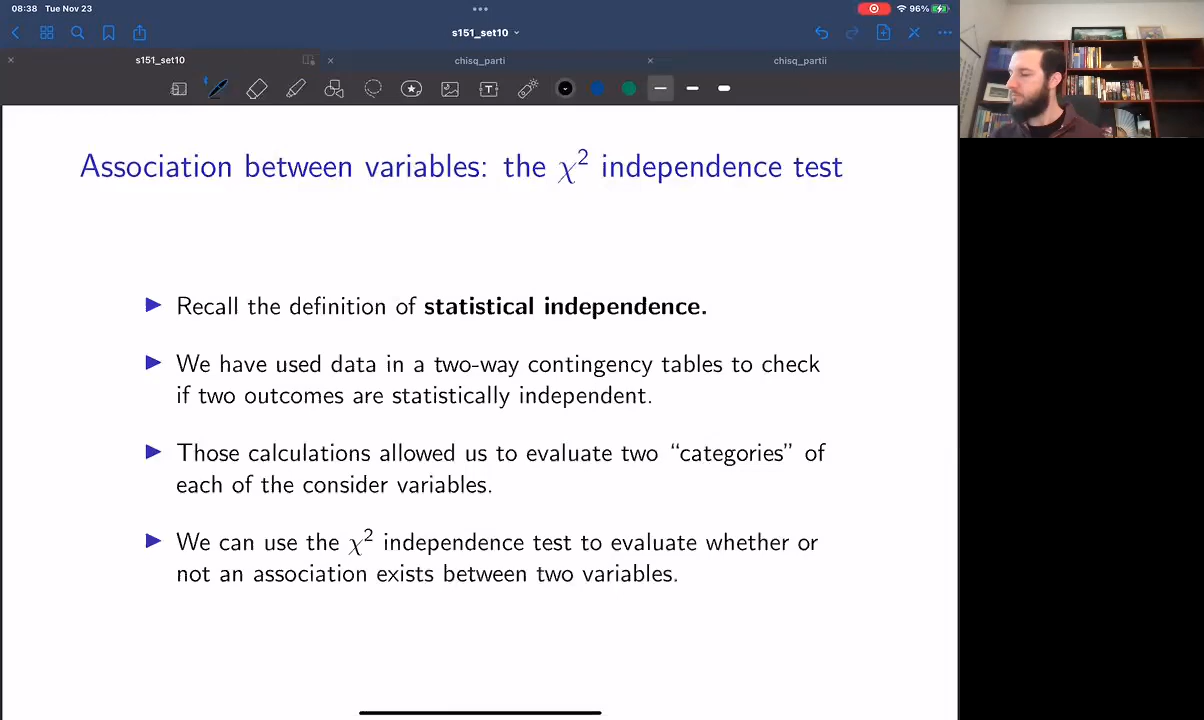 08:38 Tue Nov 23
96%
s151_set10
s151_set10
chisq_parti
chisq_partii
T
Association between variables: the χ² independence test
Recall the definition of statistical independence.
We have used data in a two-way contingency tables to check
if two outcomes are statistically independent.
Those calculations allowed us to evaluate two “categories” of
each of the consider variables.
We can use the χ² independence test to evaluate whether or
not an association exists between two variables.